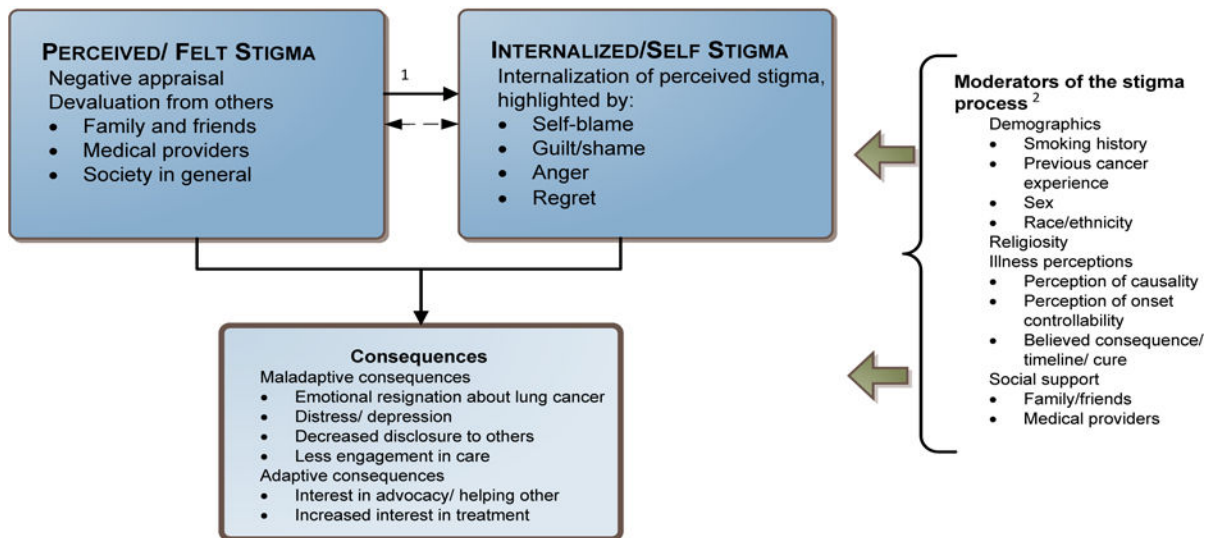 PERCEIVED/ FELT STIGMA
Negative appraisal
Devaluation from others
• Family and friends
• Medical providers
• Society in general
1
INTERNALIZED/SELF STIGMA
Internalization of perceived stigma,
highlighted by:
• Self-blame
• Guilt/shame
• Anger
• Regret
Moderators of the stigma
process 2
Demographics
• Smoking history
• Previous cancer
experience
• Sex
• Race/ethnicity
Religiosity
Illness perceptions
• Perception of causality
• Perception of onset
controllability
• Believed consequence/
timeline/ cure
Social support
• Family/friends
• Medical providers
Consequences
Maladaptive consequences
• Emotional resignation about lung cancer
• Distress/ depression
• Decreased disclosure to others
• Less engagement in care
Adaptive consequences
• Interest in advocacy/ helping other
• Increased interest in treatment